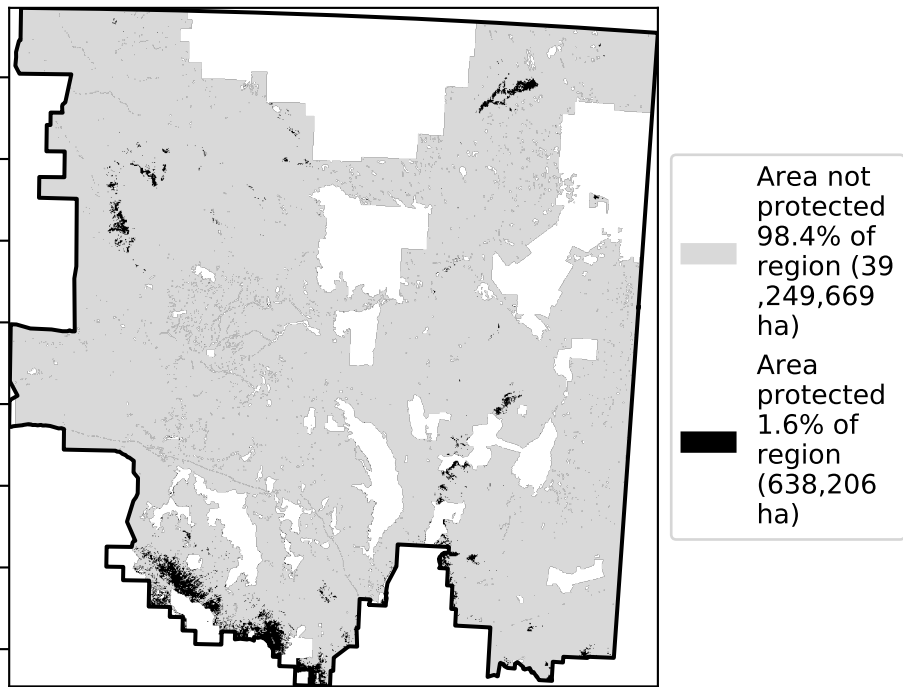 Area not
protected
98.4% of
region (39
,249,669
ha)
Area
protected
1.6% of
region
(638,206
ha)